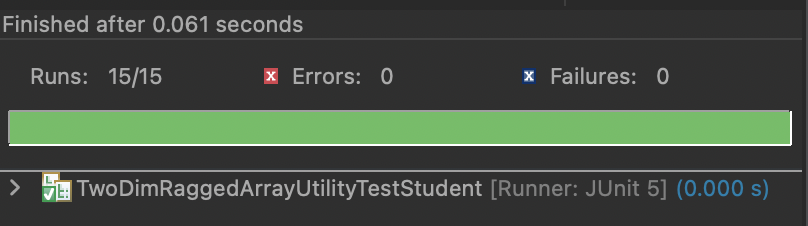 Finished after 0.061 seconds
Runs: 15/15 Errors: 0 Failures: 0
TwoDimRaggedArrayUtilityTestStudent [Runner: JUnit 5] (0.000 s)